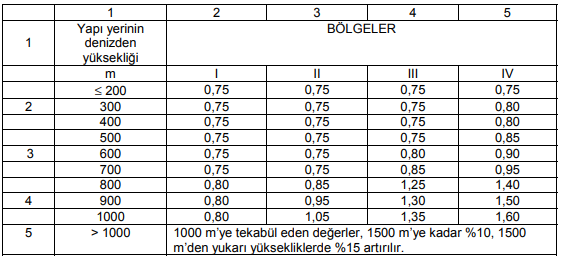 1 2 3 4 5
1 Yapı yerinin denizden yüksekliği BÖLGELER
m I II III IV
≤ 200 0,75 0,75 0,75 0,75
2 300 0,75 0,75 0,75 0,80
400 0,75 0,75 0,75 0,80
500 0,75 0,75 0,75 0,85
3 600 0,75 0,75 0,80 0,90
700 0,75 0,75 0,85 0,95
800 0,80 0,85 1,25 1,40
4 900 0,80 0,95 1,30 1,50
1000 0,80 1,05 1,35 1,60
5 > 1000 1000 m'ye tekabül eden değerler, 1500 m'ye kadar %10, 1500
m'den yukarı yüksekliklerde %15 artırılır.